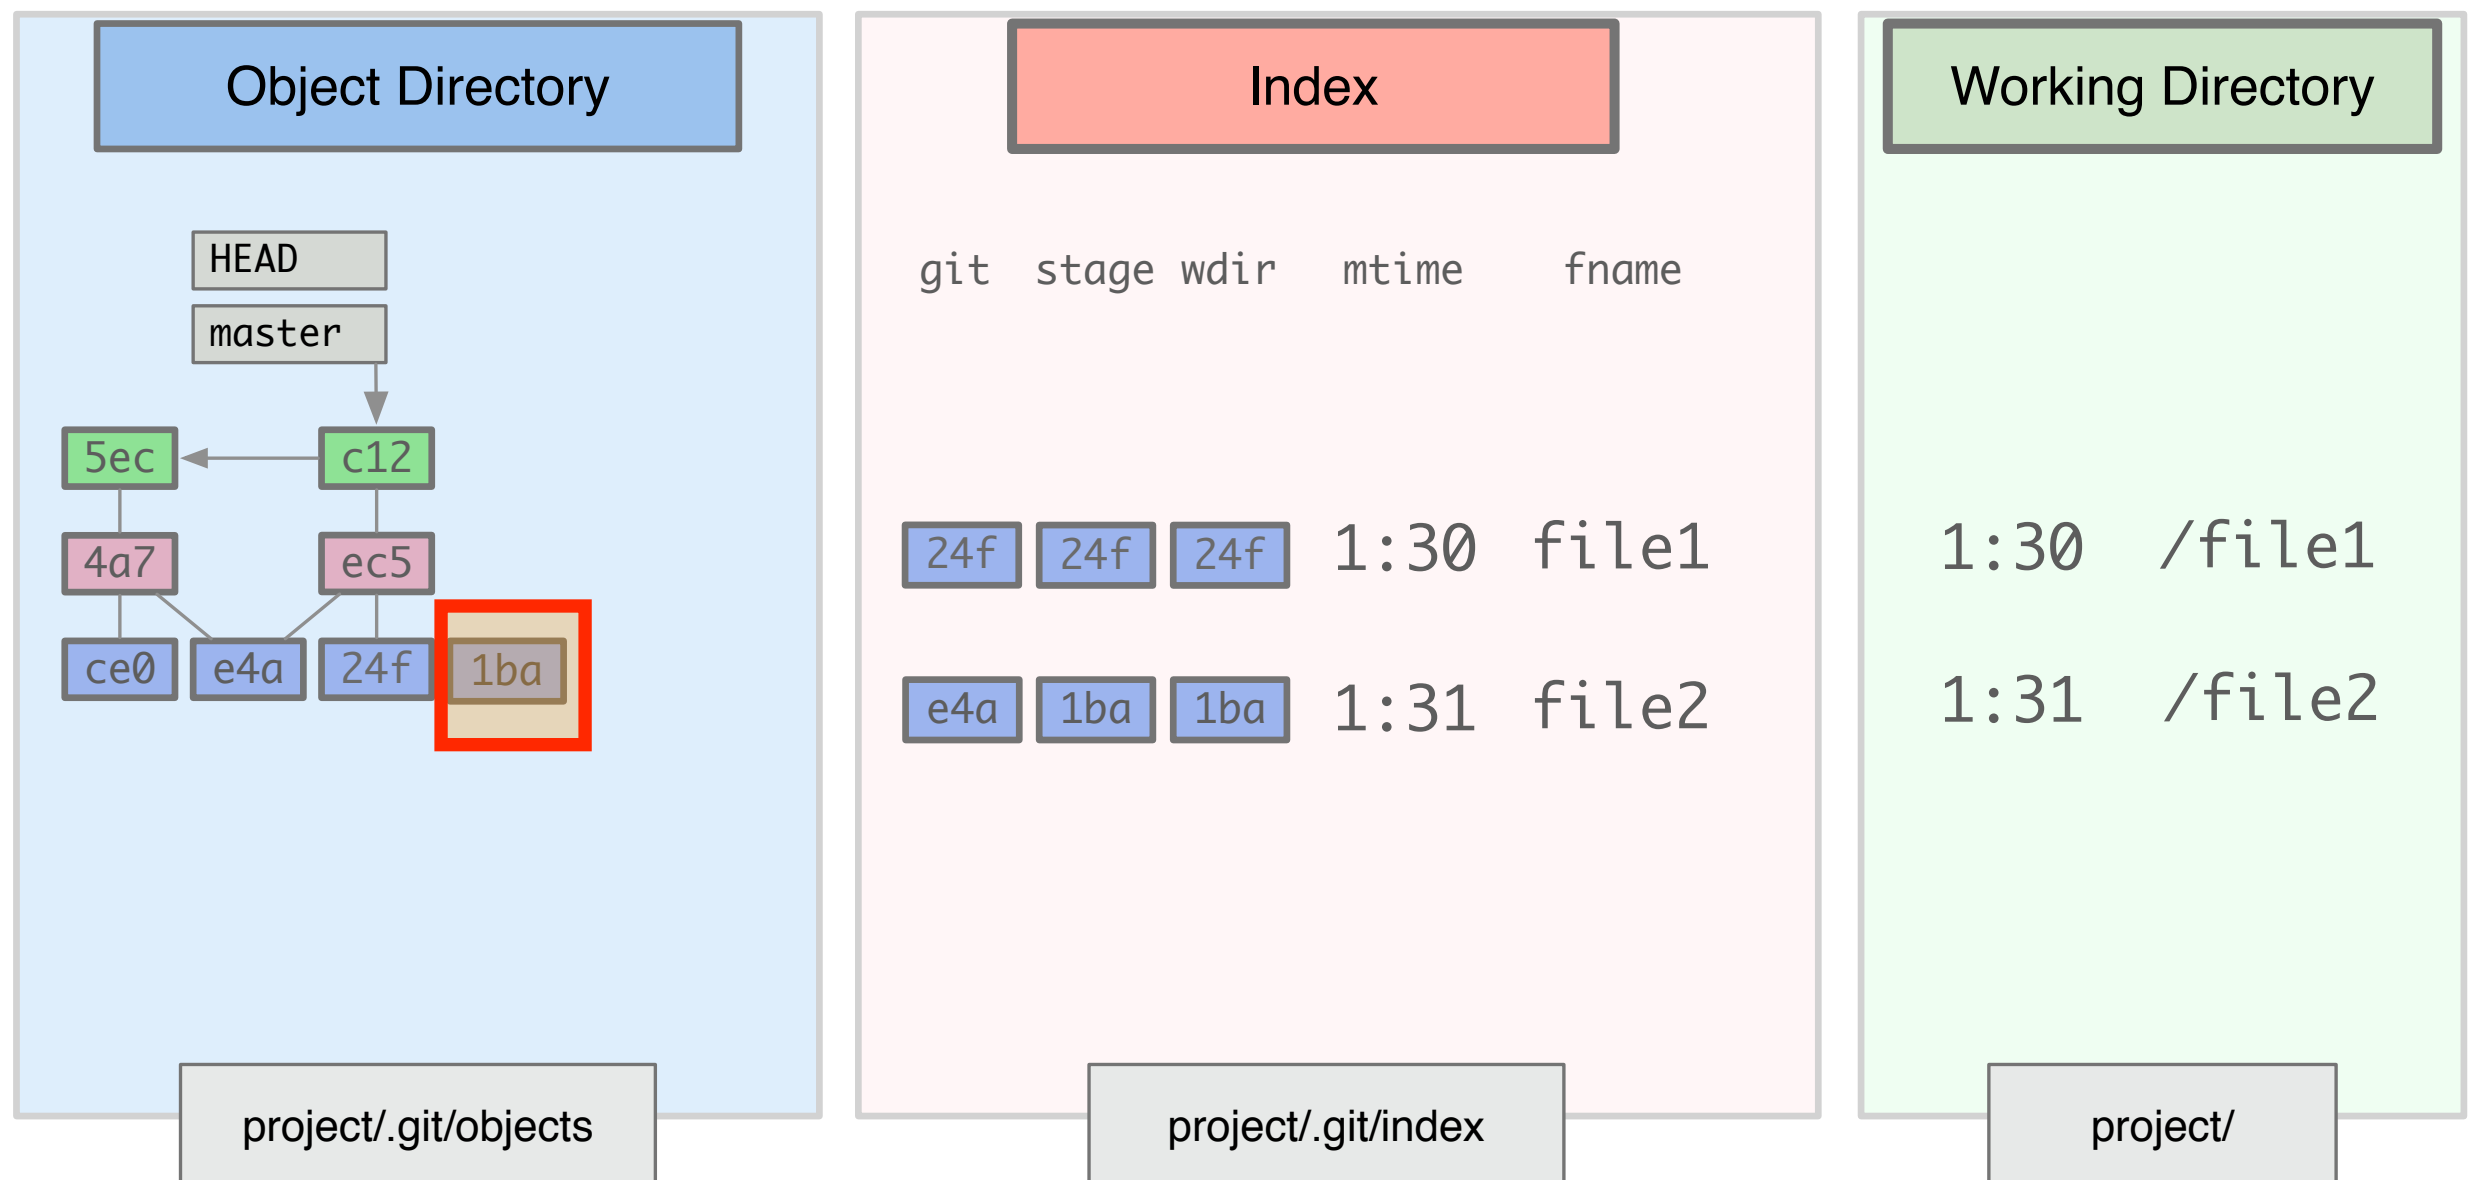 Object Directory
HEAD
master
5ec c12
4a7 ec5
ce0 e4a 24f 1ba
project/.git/objects
Index
git stage wdir mtime fname
24f 24f 24f 1:30 file1
e4a 1ba 1ba 1:31 file2
project/.git/index
Working Directory
1:30 /file1
1:31 /file2
project/